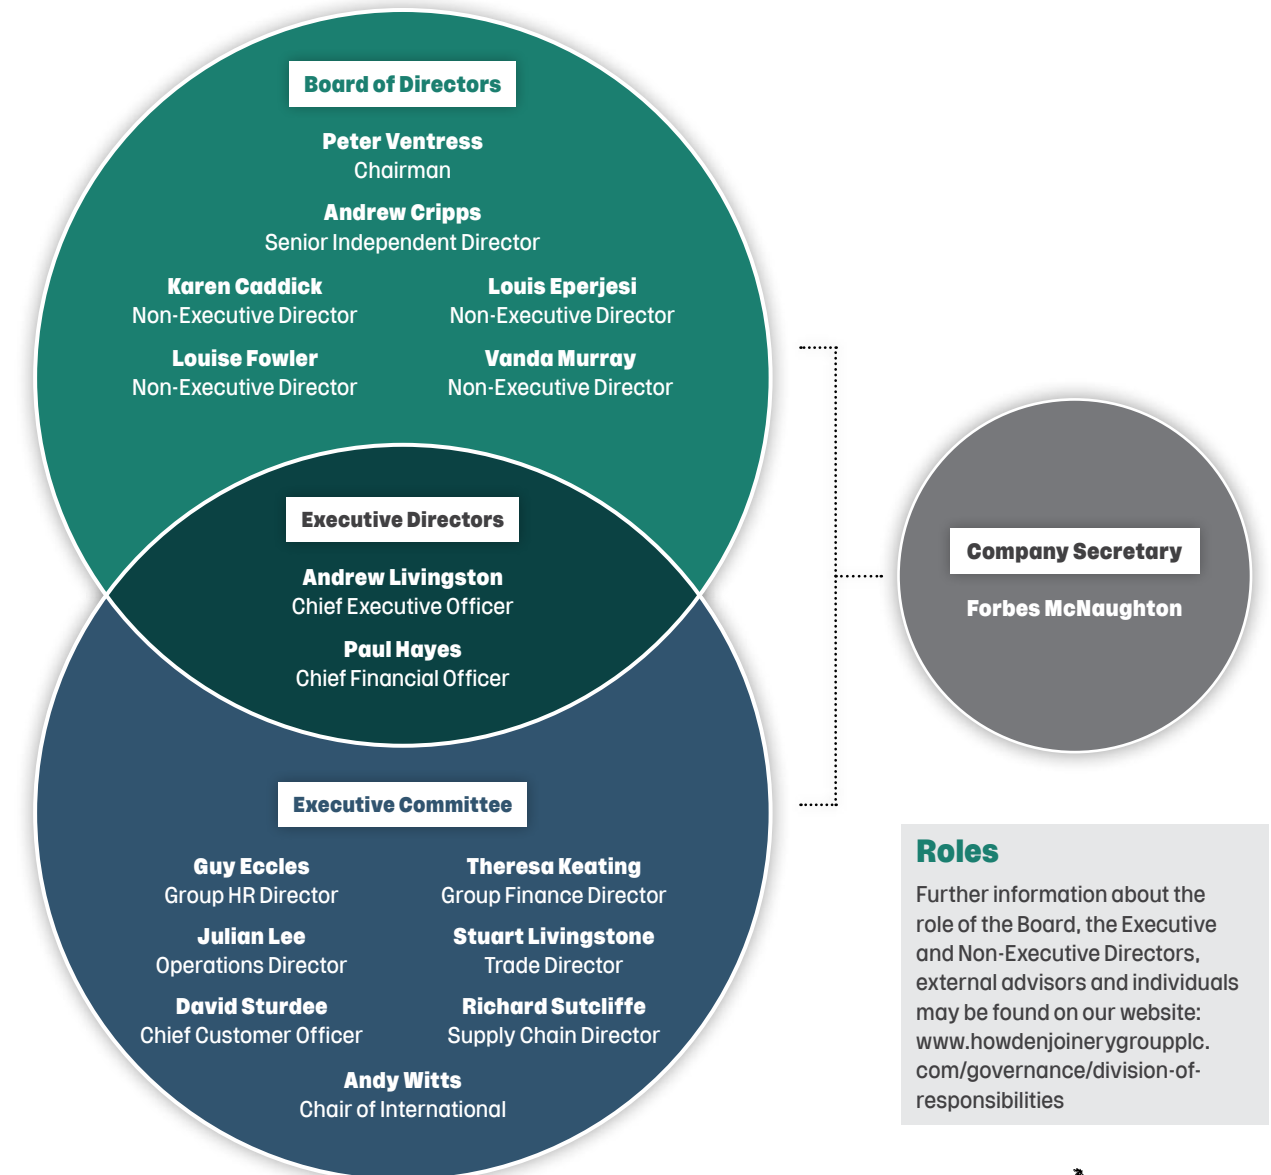 Board of Directors
Peter Ventress
Chairman
Andrew Cripps
Senior Independent Director
Karen Caddick
Non-Executive Director
Louis Eperjesi
Non-Executive Director
Louise Fowler
Non-Executive Director
Vanda Murray
Non-Executive Director
Executive Directors
Andrew Livingston
Chief Executive Officer
Paul Hayes
Chief Financial Officer
Executive Committee
Guy Eccles
Group HR Director
Theresa Keating
Group Finance Director
Julian Lee
Operations Director
Stuart Livingstone
Trade Director
David Sturdee
Chief Customer Officer
Richard Sutcliffe
Supply Chain Director
Andy Witts
Chair of International
Company Secretary
Forbes McNaughton
Roles
Further information about the
role of the Board, the Executive
and Non-Executive Directors,
external advisors and individuals
may be found on our website:
www.howdenjoinerygroupplc.
com/governance/division-of-
responsibilities